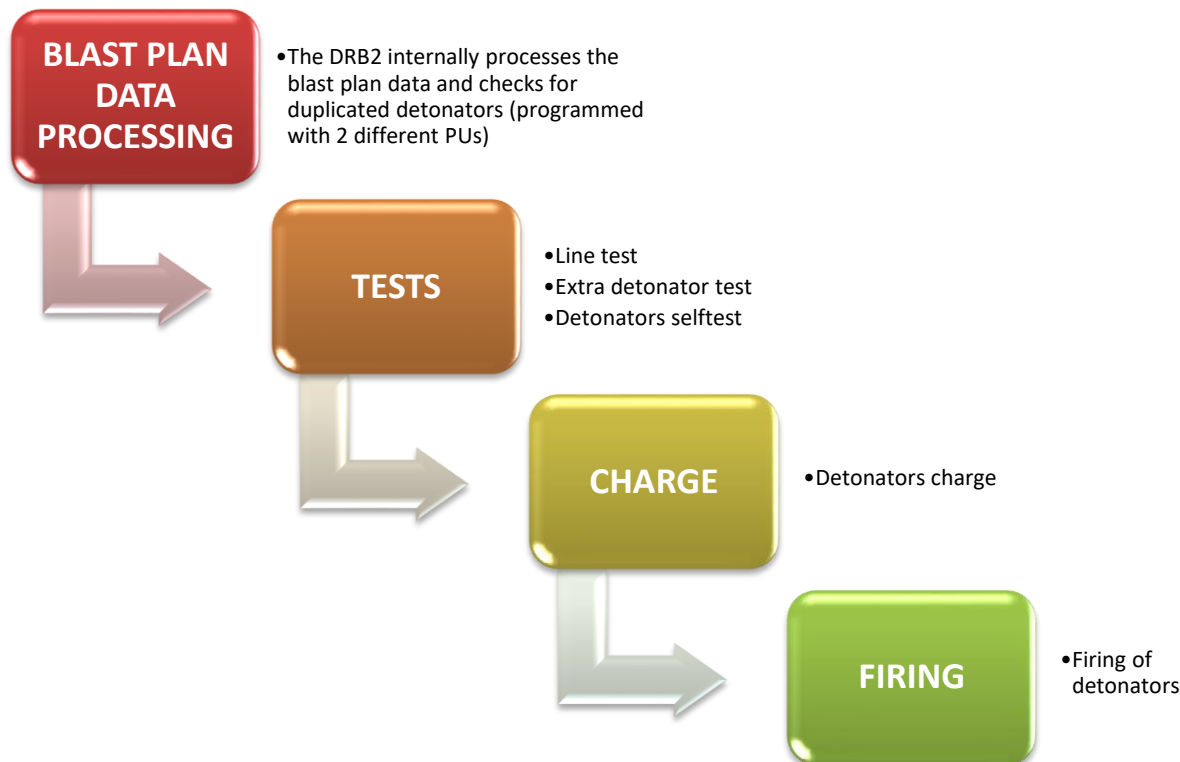 BLAST PLAN
DATA
PROCESSING
•The DRB2 internally processes the
blast plan data and checks for
duplicated detonators (programmed
with 2 different PUs)
TESTS
•Line test
•Extra detonator test
•Detonators selftest
CHARGE
•Detonators charge
FIRING
•Firing of
detonators